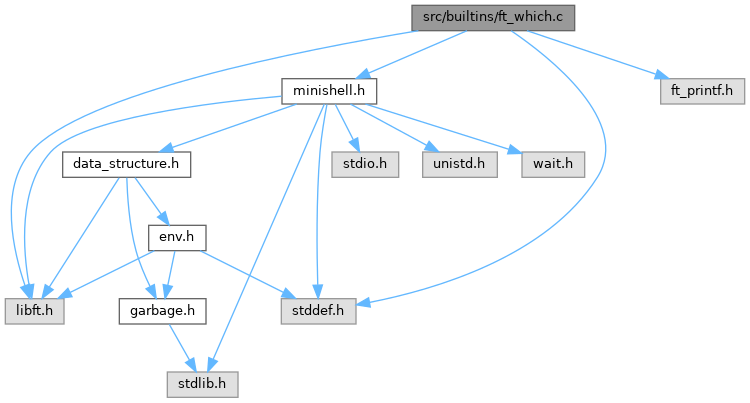 src/builtins/ft_which.c
minishell.h
ft_printf.h
data_structure.h
stdio.h
unistd.h
wait.h
env.h
libft.h
garbage.h
stddef.h
stdlib.h